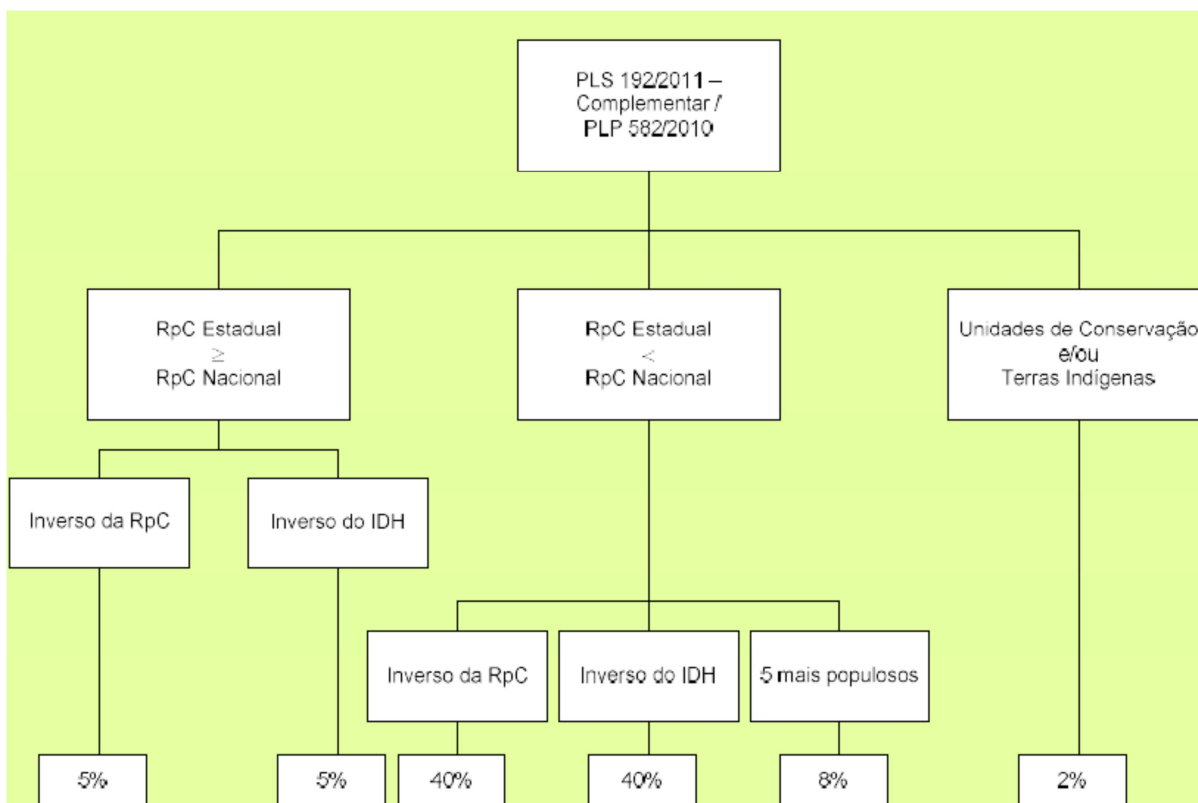 PLS 192/2011 –
Complementar /
PLP 582/2010
RpC Estadual
≥
RpC Nacional
RpC Estadual
<
RpC Nacional
Unidades de Conservação
e/ou
Terras Indígenas
Inverso da RpC
Inverso do IDH
Inverso da RpC
Inverso do IDH
5 mais populosos
5%
5%
40%
40%
8%
2%